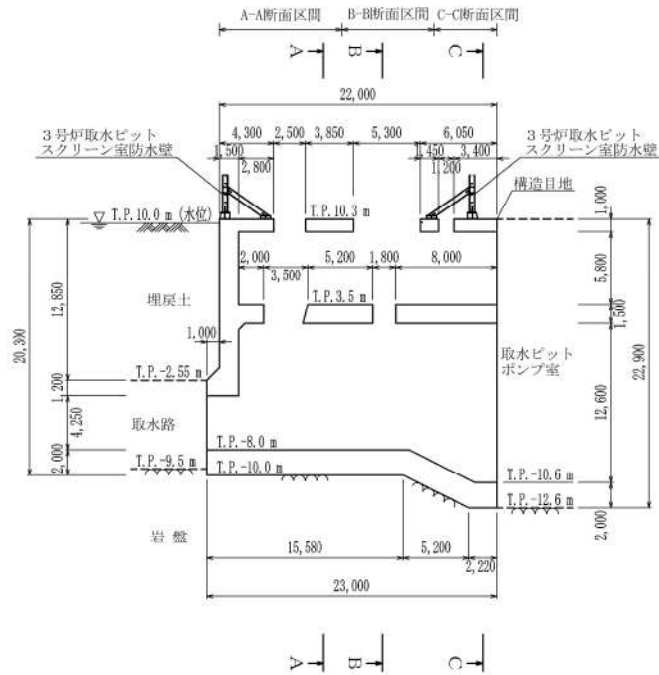 A-A断面区間
B-B断面区間
C-C断面区間
A
B
C
22,000
3号炉取水ピット
スクリーン室防水壁
4,300
2,500
3,850
5,300
6,050
3号炉取水ピット
スクリーン室防水壁
1,500
2,800
1,450
1,200
3,400
構造目地
T.P.10.0 m (水位)
T.P.10.3 m
1,000
2,000
3,500
5,200
1,800
8,000
5,800
12,850
埋戻土
T.P.3.5 m
1,500
20,300
1,000
取水ピット
ポンプ室
22,900
T.P.-2.55 m
12,600
1,200
取水路
4,250
T.P.-8.0 m
T.P.-9.5 m
T.P.-10.0 m
2,000
T.P.-10.6 m
T.P.-12.6 m
2,000
岩盤
15,580
5,200
2,220
23,000
A
B
C